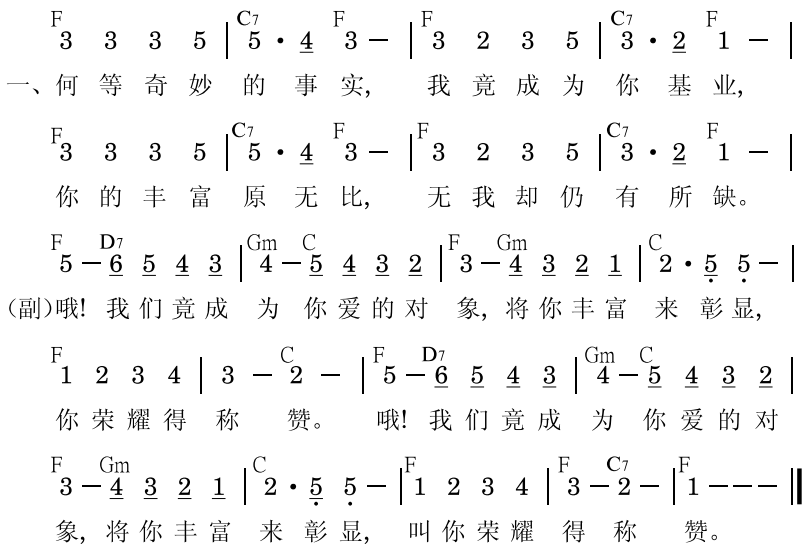 F C7 F F C7 F
3 3 3 5 | 5 · 4 3 – | 3 2 3 5 | 3 · 2 1 – |
一、何等奇妙的事实, 我竟成为你基业,
F C7 F F C7 F
3 3 3 5 | 5 · 4 3 – | 3 2 3 5 | 3 · 2 1 – |
你的丰富原无比, 无我却仍有所缺。
F D7 Gm C F Gm C
5 – 6 5 4 3 | 4 – 5 4 3 2 | 3 – 4 3 2 1 | 2 · 5 5 – |
(副)哦! 我们竟成为你爱的对象, 将你丰富来彰显,
F C F D7 Gm C
1 2 3 4 | 3 – 2 – | 5 – 6 5 4 3 | 4 – 5 4 3 2 |
你荣耀得称赞。 哦! 我们竟成为你爱的对
F Gm C F F C7 F
3 – 4 3 2 1 | 2 · 5 5 – | 1 2 3 4 | 3 – 2 – | 1 – – – ‖
象, 将你丰富来彰显, 叫你荣耀得称赞。